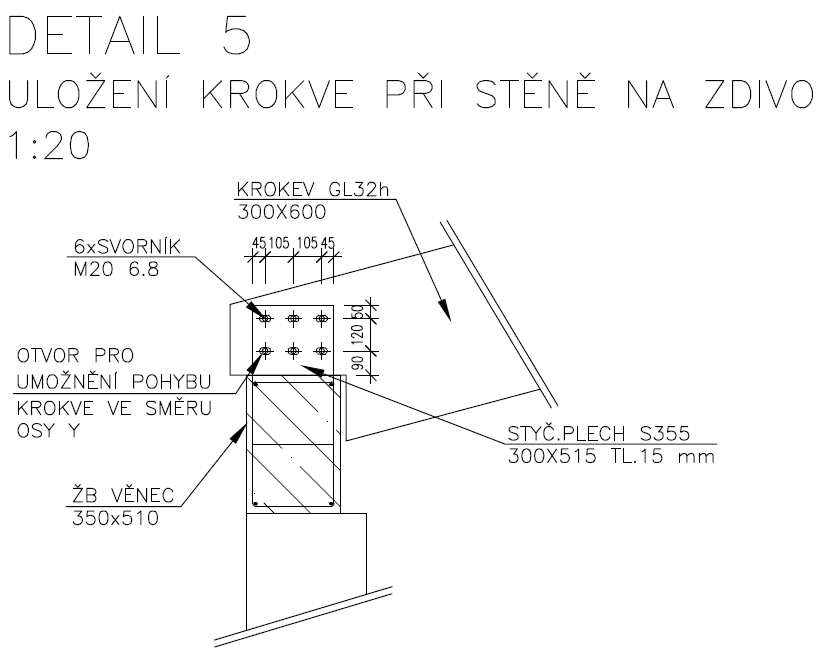 DETAIL 5
ULOŽENÍ KROKVE PŘI STĚNĚ NA ZDIVO
1:20
KROKEV GL32h
300X600
45 105 105 45
6xSVORNÍK
M20 6.8
50
120
90
OTVOR PRO
UMOŽNĚNÍ POHYBU
KROKVE VE SMĚRU
OSY Y
STYČ.PLECH S355
300X515 TL.15 mm
ŽB VĚNEC
350x510